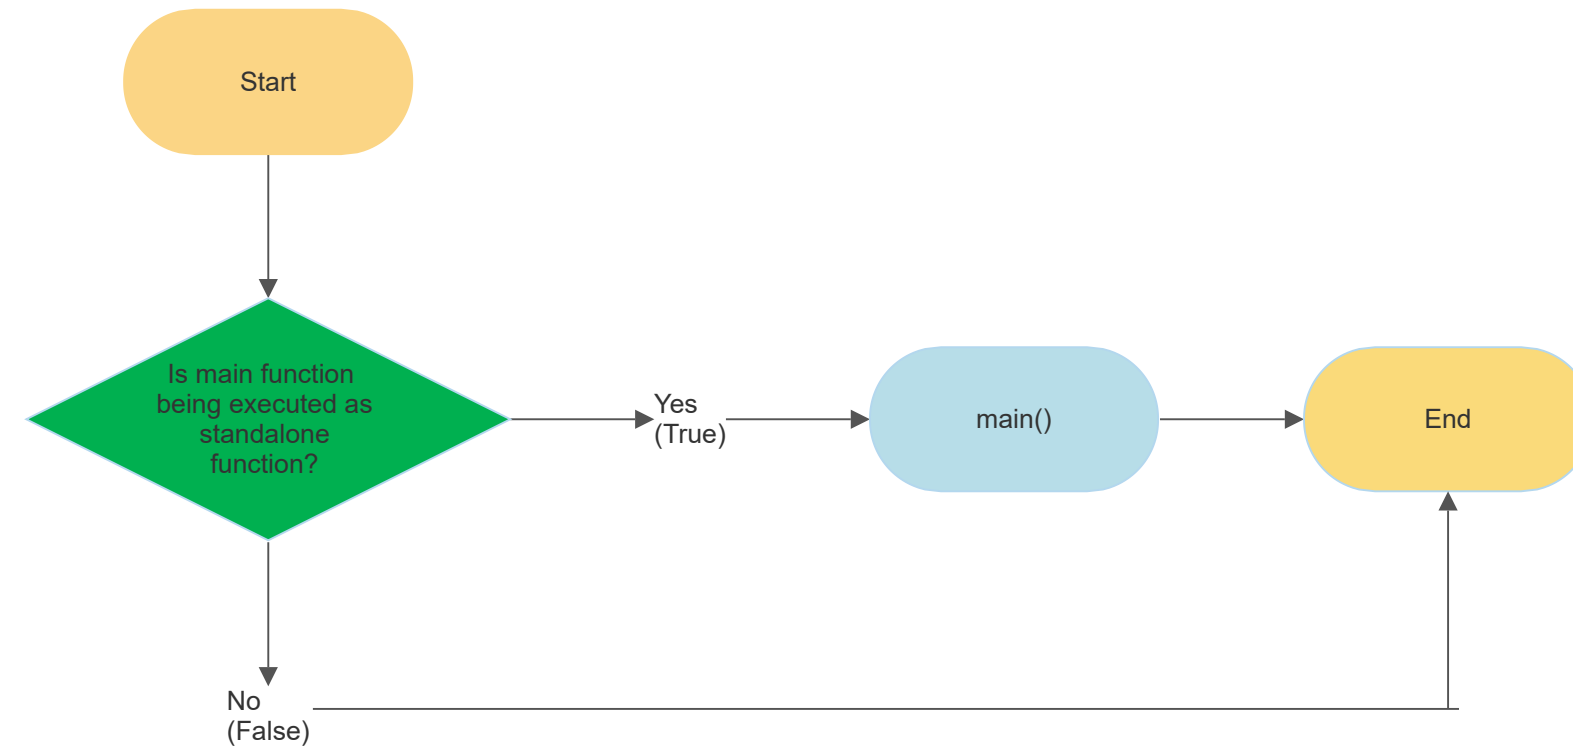 Start
Is main function
being executed as
standalone
function?
Yes
(True)
main()
End
No
(False)